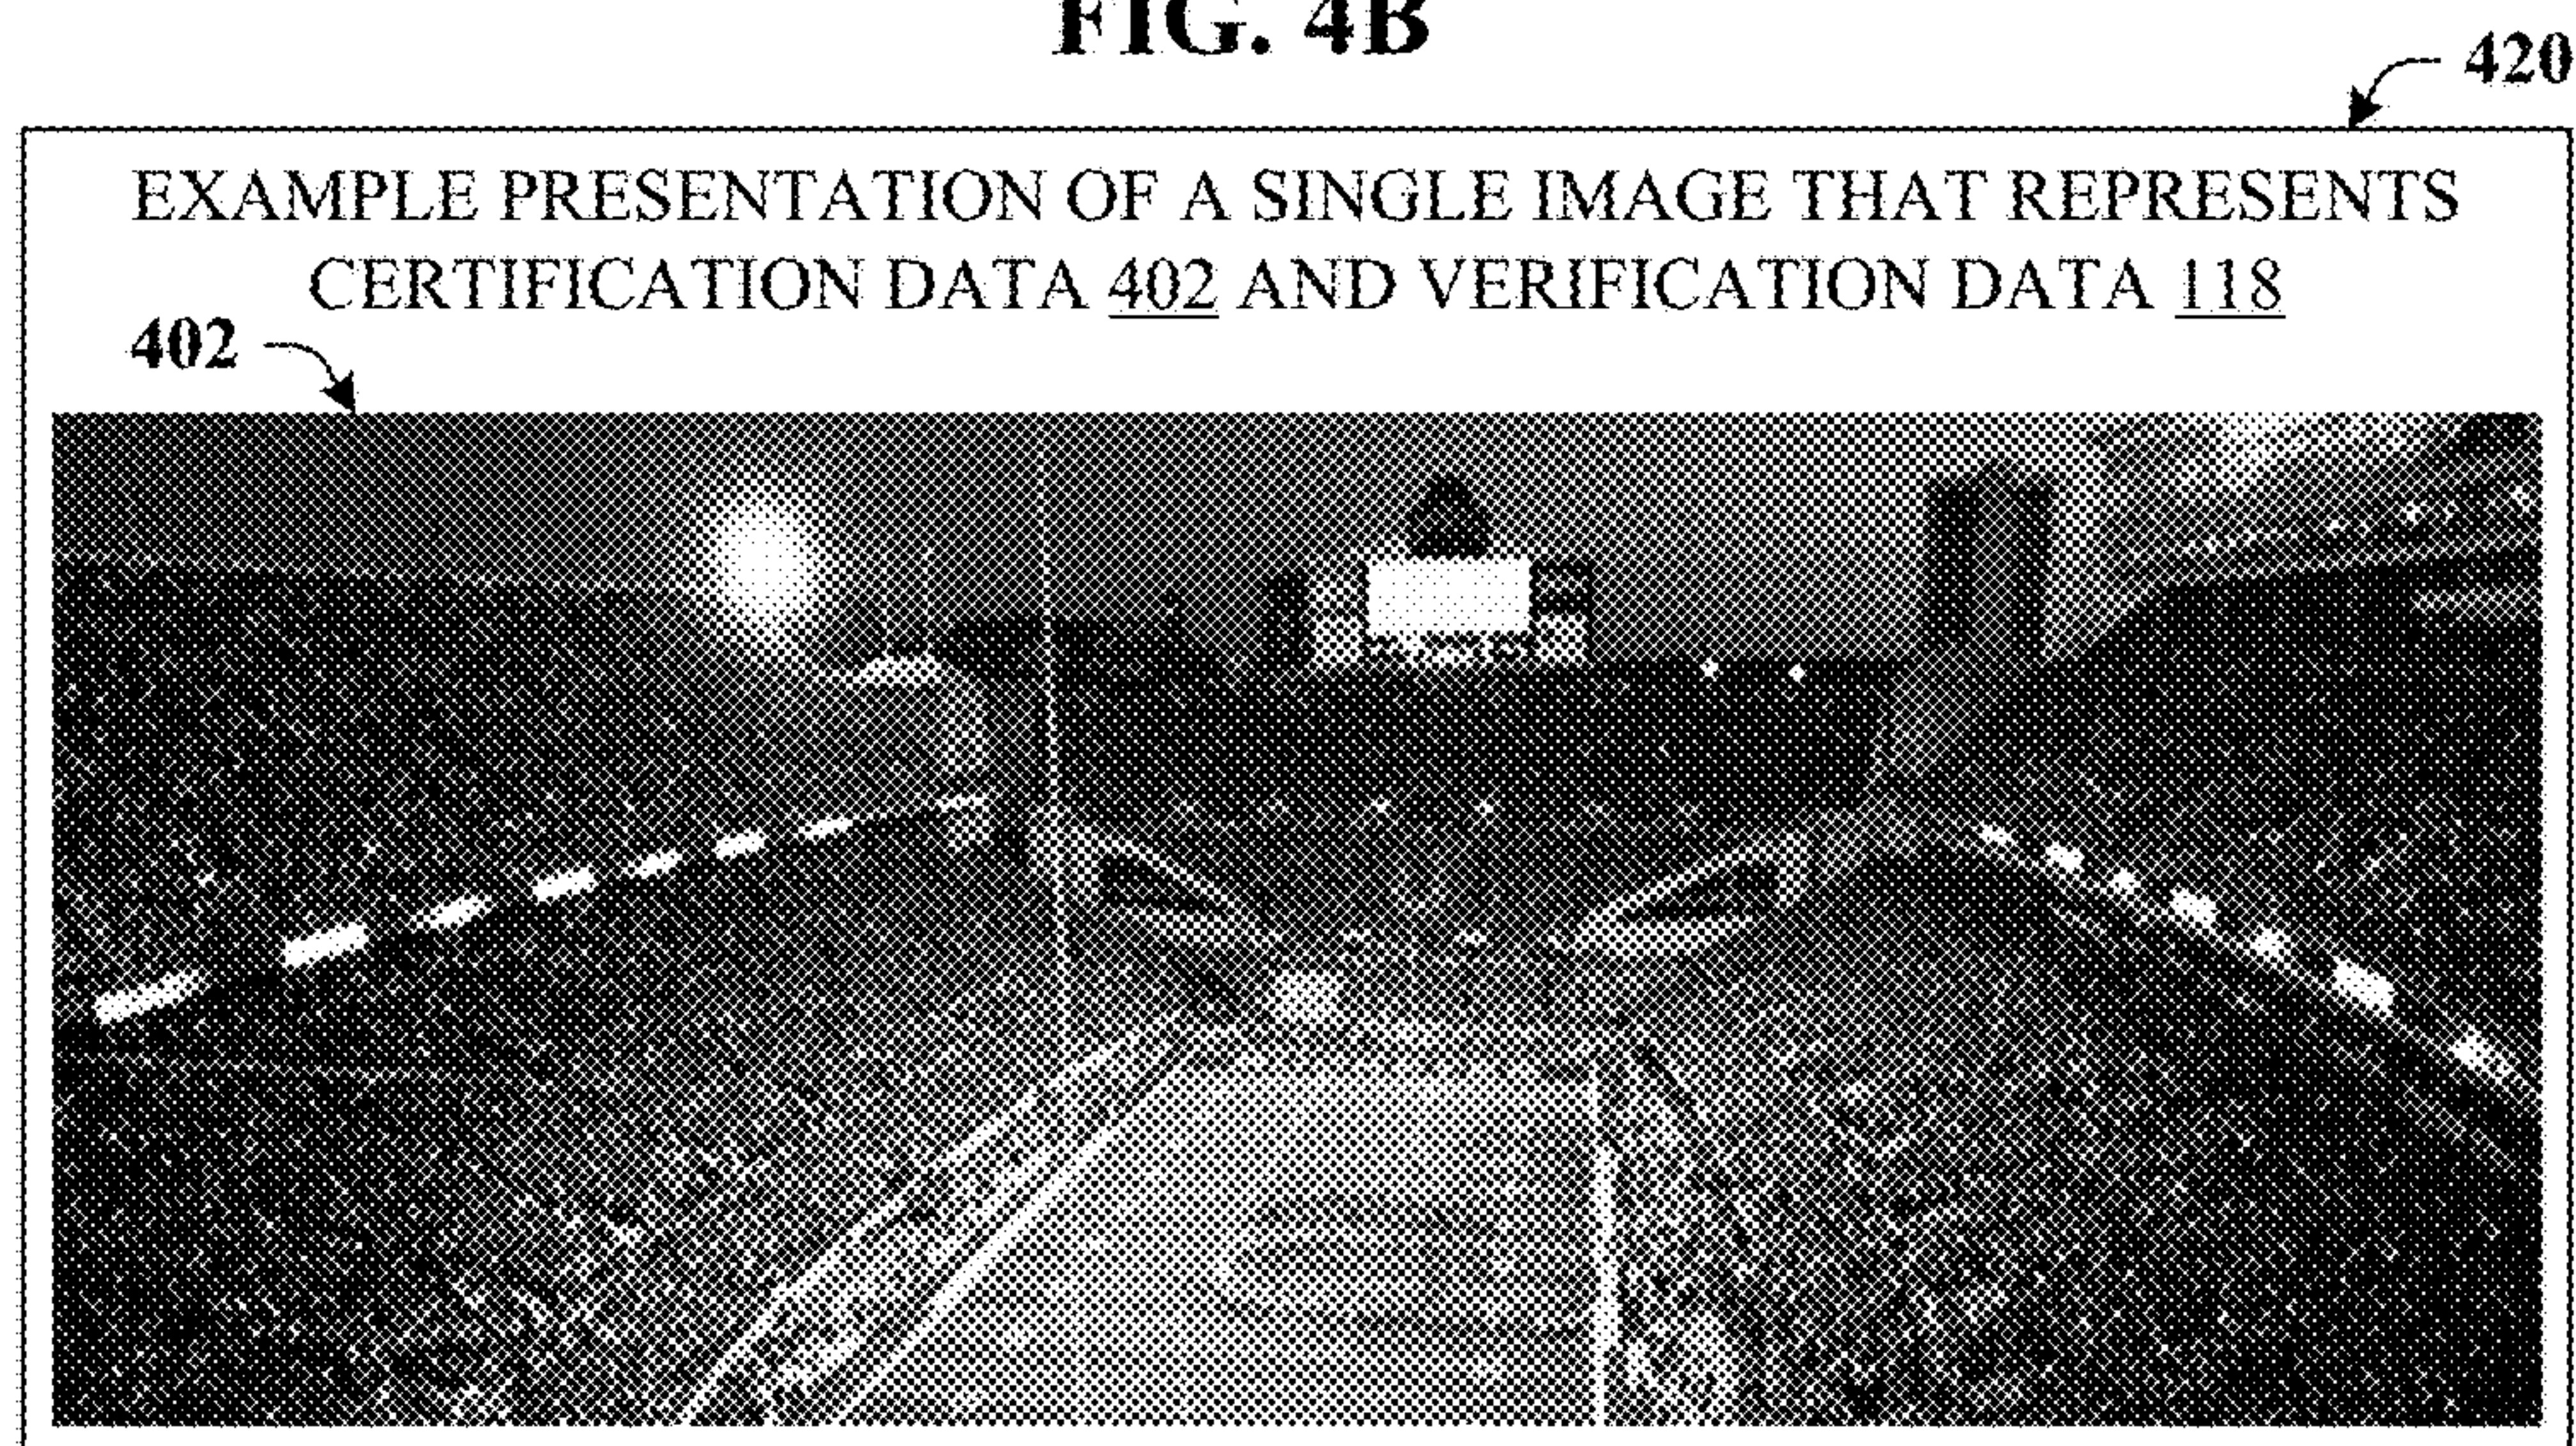 FIG. 4B
420
EXAMPLE PRESENTATION OF A SINGLE IMAGE THAT REPRESENTS
CERTIFICATION DATA 402 AND VERIFICATION DATA 118
402